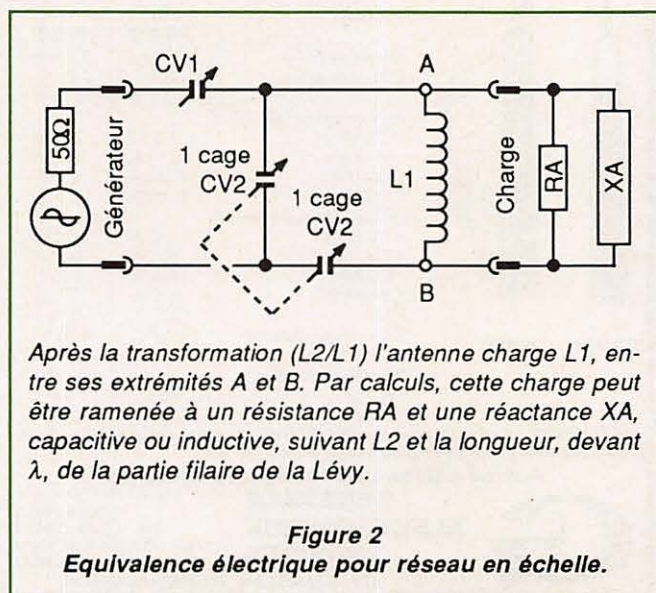 CV1
A
50Ω
Générateur
1 cage
CV2
1 cage
CV2
L1
Charge
RA
XA
B
Après la transformation (L2/L1) l'antenne charge L1, en-
tre ses extrémités A et B. Par calculs, cette charge peut
être ramenée à un résistance RA et une réactance XA,
capacitive ou inductive, suivant L2 et la longueur, devant
λ, de la partie filaire de la Lévy.
Figure 2
Equivalence électrique pour réseau en échelle.